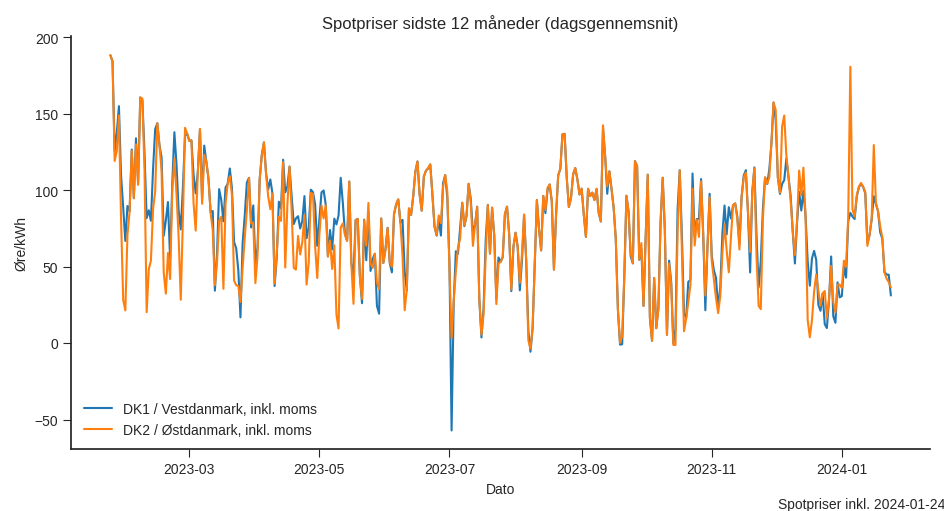 Spotpriser sidste 12 måneder (dagsgennemsnit)
200
150
100
50
0
−50
Øre/kWh
DK1 / Vestdanmark, inkl. moms
DK2 / Østdanmark, inkl. moms
2023-03 2023-05 2023-07 2023-09 2023-11 2024-01
Dato
Spotpriser inkl. 2024-01-24